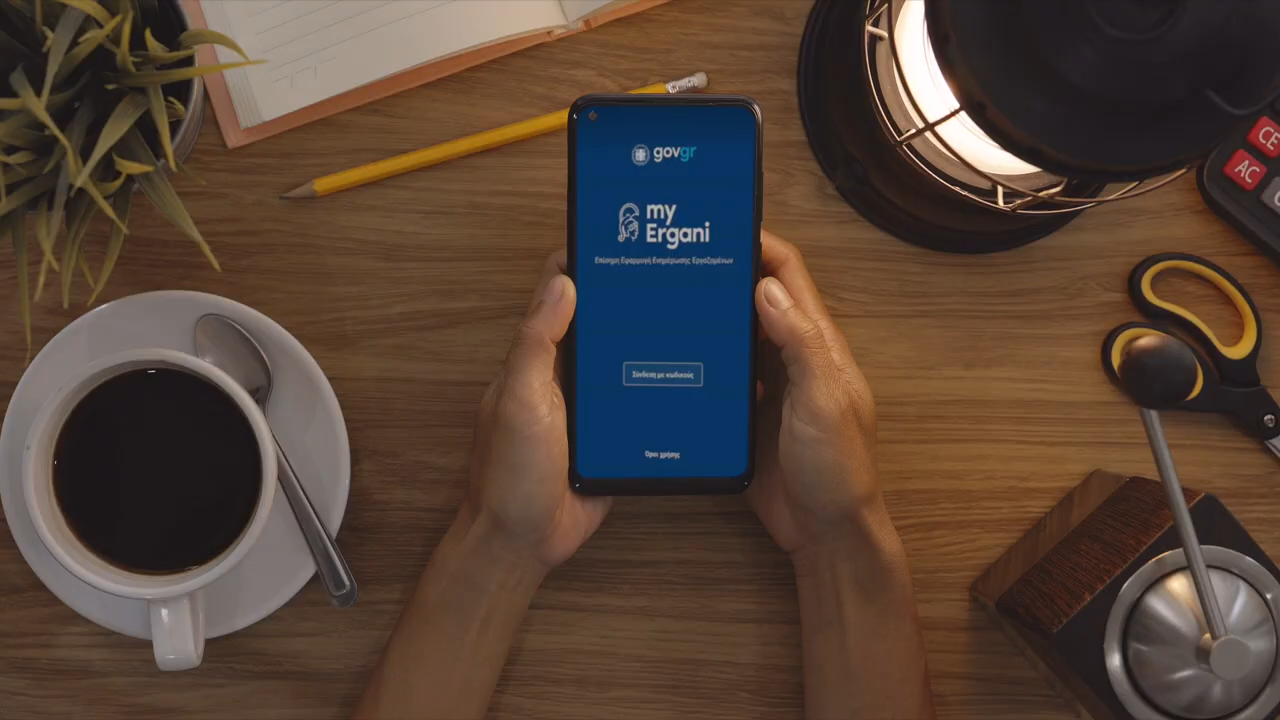 govgr
my
Ergani
Επίσημη Εφαρμογή Ενημέρωσης Εργαζομένων
Σύνδεση με κωδικούς
Όροι χρήσης
CE
AC